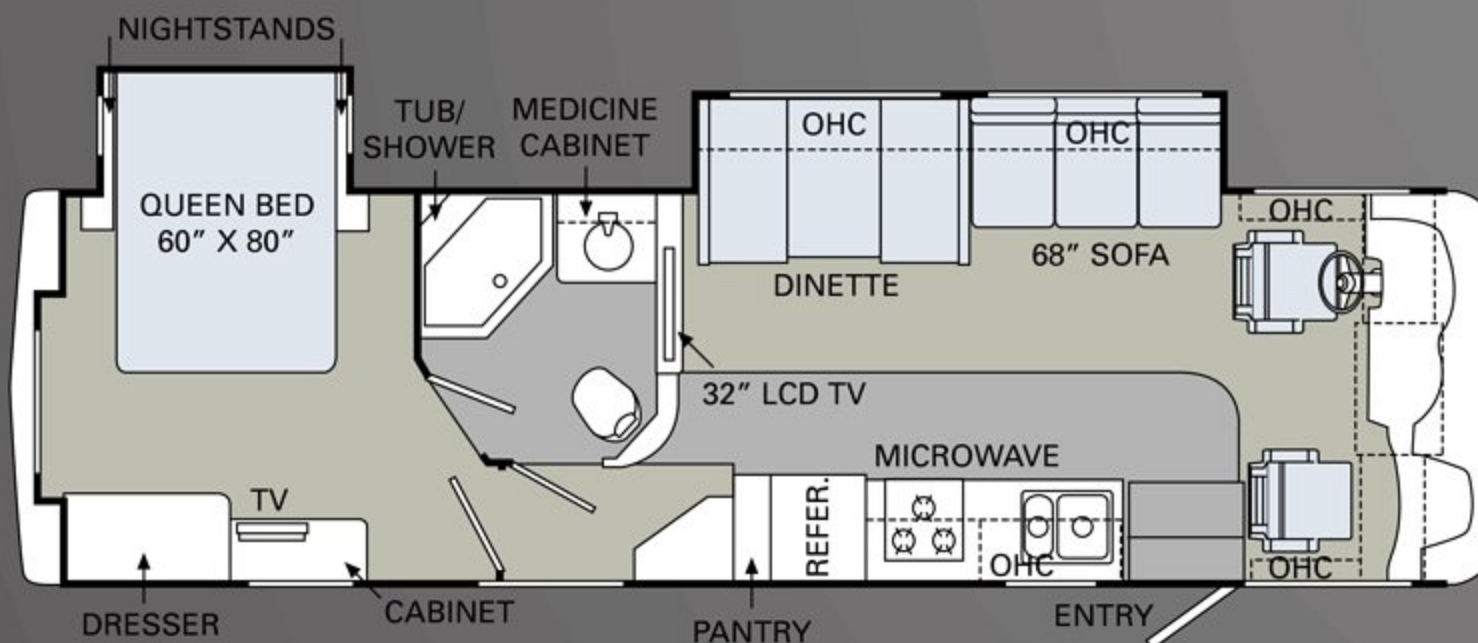 NIGHTSTANDS
TUB/
SHOWER
MEDICINE
CABINET
OHC
OHC
QUEEN BED
60” X 80”
OHC
68” SOFA
DINETTE
32” LCD TV
MICROWAVE
TV
REFER.
OHC
OHC
DRESSER
CABINET
PANTRY
ENTRY